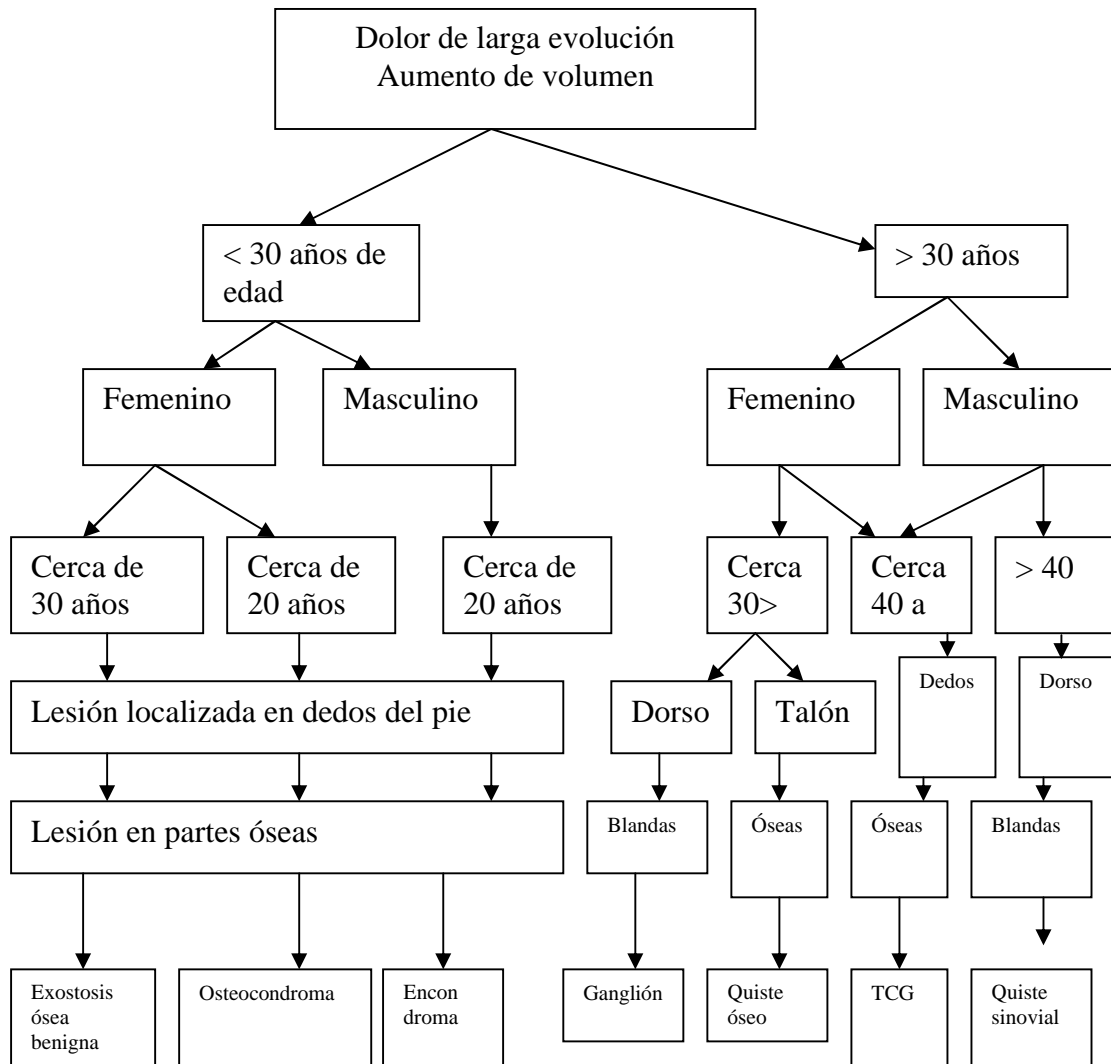 Dolor de larga evolución
Aumento de volumen
< 30 años de
edad
> 30 años
Femenino
Masculino
Femenino
Masculino
Cerca de
30 años
Cerca de
20 años
Cerca de
20 años
Cerca
30>
Cerca
40 a
> 40
Lesión localizada en dedos del pie
Dorso
Talón
Dedos
Dorso
Lesión en partes óseas
Blandas
Óseas
Óseas
Blandas
Exostosis
ósea
benigna
Osteocondroma
Encon
droma
Ganglión
Quiste
óseo
TCG
Quiste
sinovial